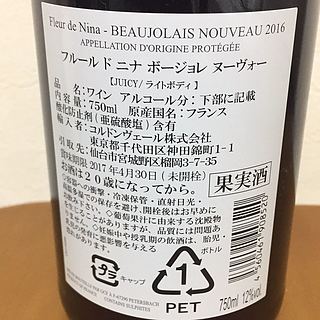 Fleur de Nina - BEAUJOLAIS NOUVEAU 2016
APPELLATION D'ORIGINE PROTÉGÉE
フルール ド ニナ ボージョレ ヌーヴォー
【JUICY/ライトボディ】
品名：ワイン アルコール分：下部に記載
容量：750ml 原産国名：フランス
酸化防止剤(亜硫酸塩)含有
輸入者：コルドンヴェール株式会社
東京都千代田区神田錦町1-1
引取先：仙台市宮城野区榴岡3-7-35
賞味期限 2017年4月30日(未開栓)
お酒は20歳になってから。
果実酒
キャップ
ボトル
1
PET
750ml 12%vol.
CONTAINS SULPHITES